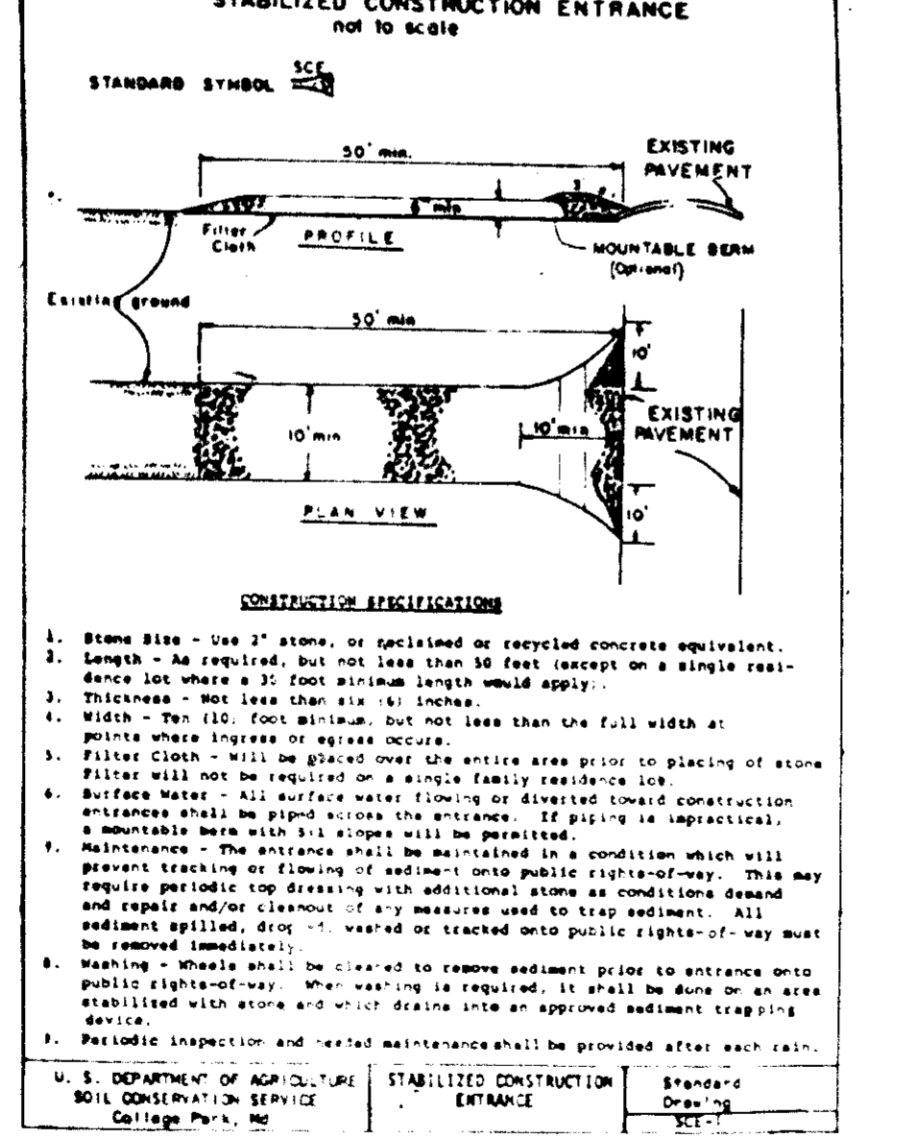 STABILIZED CONSTRUCTION ENTRANCE
not to scale
SCE
STANDARD SYMBOL
50' min.
EXISTING
PAVEMENT
6" min
Filter
Cloth
PROFILE
MOUNTABLE BERM
(Optional)
Existing ground
50' min
10'
10' min
10' min
EXISTING
PAVEMENT
10'
PLAN VIEW
CONSTRUCTION SPECIFICATIONS
1. Stone Size - Use 2" stone, or reclaimed or recycled concrete equivalent.
2. Length - As required, but not less than 50 feet (except on a single resi-
dence lot where a 30 foot minimum length would apply).
3. Thickness - Not less than six (6) inches.
4. Width - Ten (10) foot minimum, but not less than the full width at
points where ingress or egress occurs.
5. Filter Cloth - Will be placed over the entire area prior to placing of stone
Filter will not be required on a single family residence lot.
6. Surface Water - All surface water flowing or diverted toward construction
entrances shall be piped across the entrance. If piping is impractical,
a mountable berm with 5:1 slopes will be permitted.
7. Maintenance - The entrance shall be maintained in a condition which will
prevent tracking or flowing of sediment onto public rights-of-way. This may
require periodic top dressing with additional stone as conditions demand
and repair and/or cleanout of any measures used to trap sediment. All
sediment spilled, dropped, washed or tracked onto public rights-of-way must
be removed immediately.
8. Washing - Wheels shall be cleaned to remove sediment prior to entrance onto
public rights-of-way. When washing is required, it shall be done on an area
stabilized with stone and which drains into an approved sediment trapping
device.
9. Periodic inspection and needed maintenance shall be provided after each rain.
U. S. DEPARTMENT OF AGRICULTURE
SOIL CONSERVATION SERVICE
College Park, Md
STABILIZED CONSTRUCTION
ENTRANCE
Standard
Drawing
SCE-1